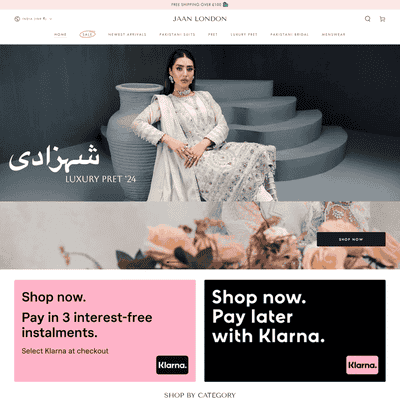 FREE SHIPPING OVER £100
JAAN LONDON
HOME
SALE
NEWEST ARRIVALS
PAKISTANI SUITS
PRET
LUXURY PRET
PAKISTANI BRIDAL
MENSWEAR
شہزادی
LUXURY PRET '24
SHOP NOW
Shop now.
Pay in 3 interest-free
instalments.
Select Klarna at checkout
Klarna.
Shop now.
Pay later
with Klarna.
Klarna.
SHOP BY CATEGORY